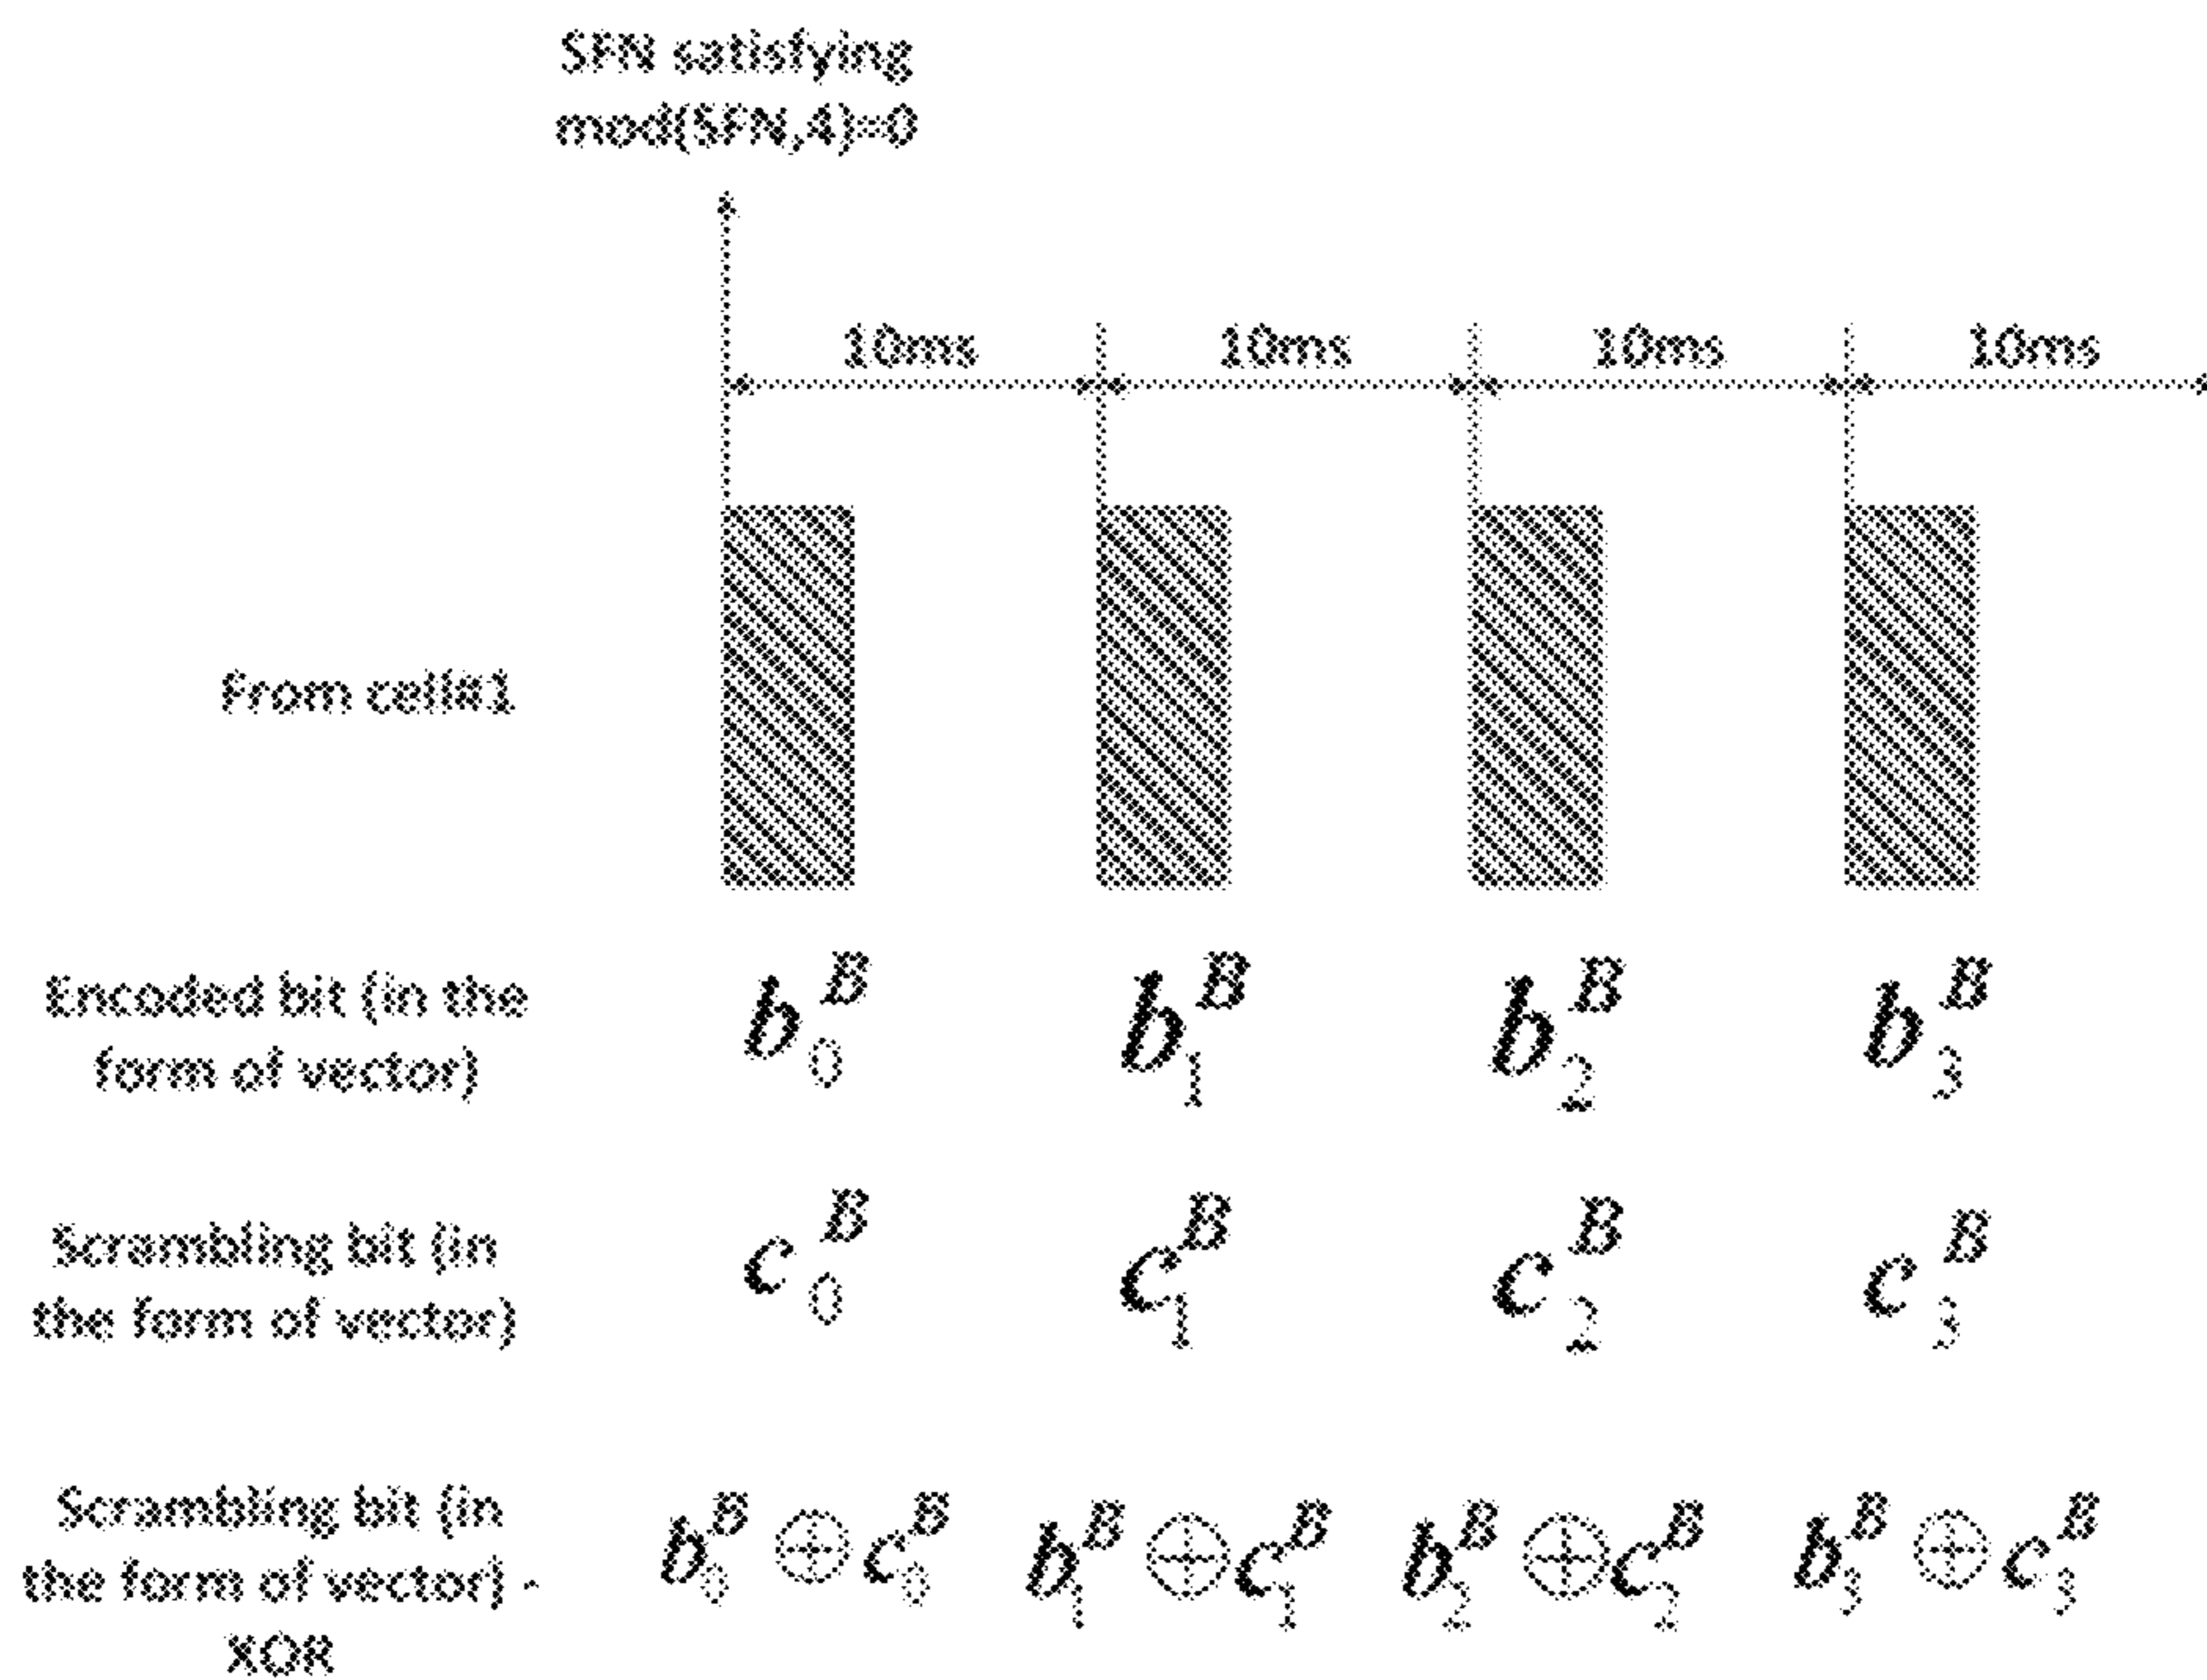 SFN satisfying
mod(SFN,4)=0
10ms 10ms 10ms 10ms
From cell#1
Encoded bit (in the
form of vector)
b₀ᴮ b₁ᴮ b₂ᴮ b₃ᴮ
Scrambling bit (in
the form of vector)
c₀ᴮ c₁ᴮ c₂ᴮ c₃ᴮ
Scrambling bit (in
the form of vector) -
XOR
b₀ᴮ ⊕ c₀ᴮ b₁ᴮ ⊕ c₁ᴮ b₂ᴮ ⊕ c₂ᴮ b₃ᴮ ⊕ c₃ᴮ